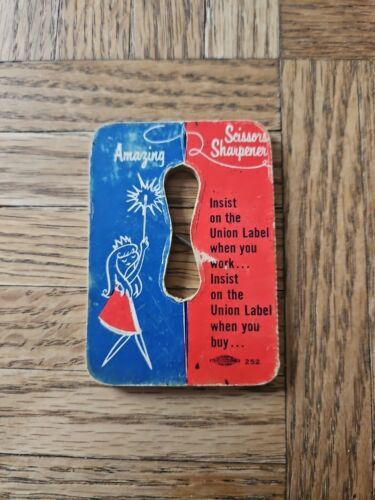 Amazing
Scissors
Sharpener
Insist
on the
Union Label
when you
work...
Insist
on the
Union Label
when you
buy...
252